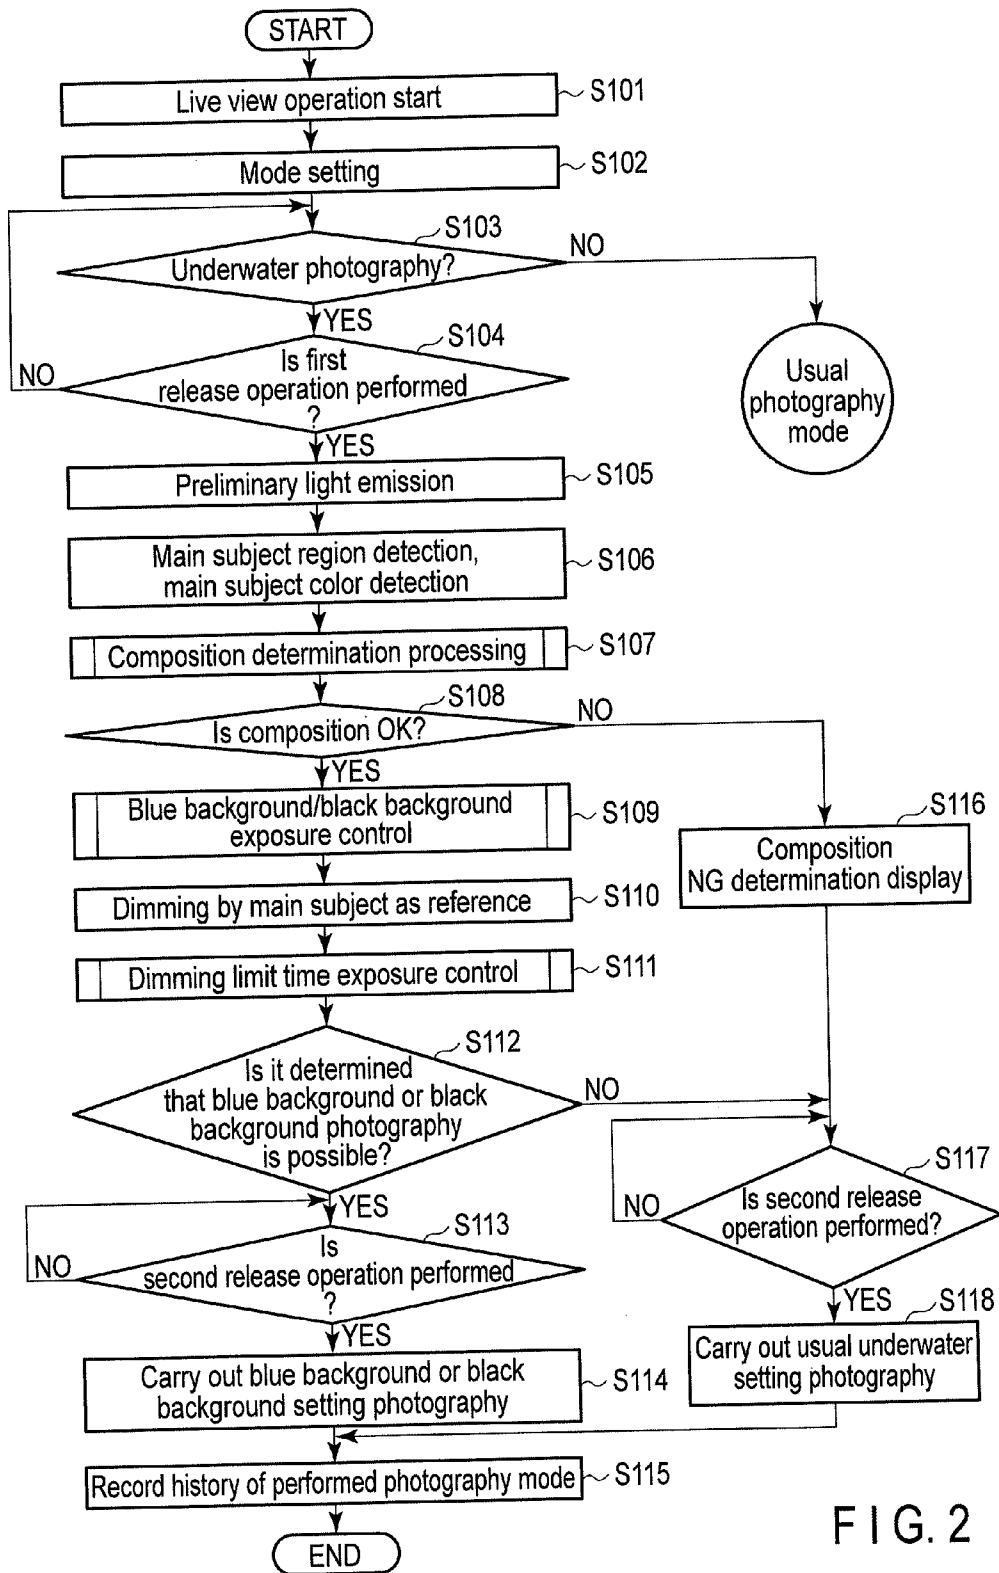 START
Live view operation start
S101
Mode setting
S102
S103
Underwater photography?
NO
YES
S104
Is first
release operation performed
?
NO
YES
Usual
photography
mode
Preliminary light emission
S105
Main subject region detection,
main subject color detection
S106
Composition determination processing
S107
S108
Is composition OK?
NO
YES
Blue background/black background
exposure control
S109
S116
Composition
NG determination display
Dimming by main subject as reference
S110
Dimming limit time exposure control
S111
S112
Is it determined
that blue background or black
background photography
is possible?
NO
YES
S117
Is second release
operation performed?
NO
YES
S113
Is
second release operation performed
?
NO
YES
S118
Carry out usual underwater
setting photography
Carry out blue background or black
background setting photography
S114
Record history of performed photography mode
S115
END
FIG. 2